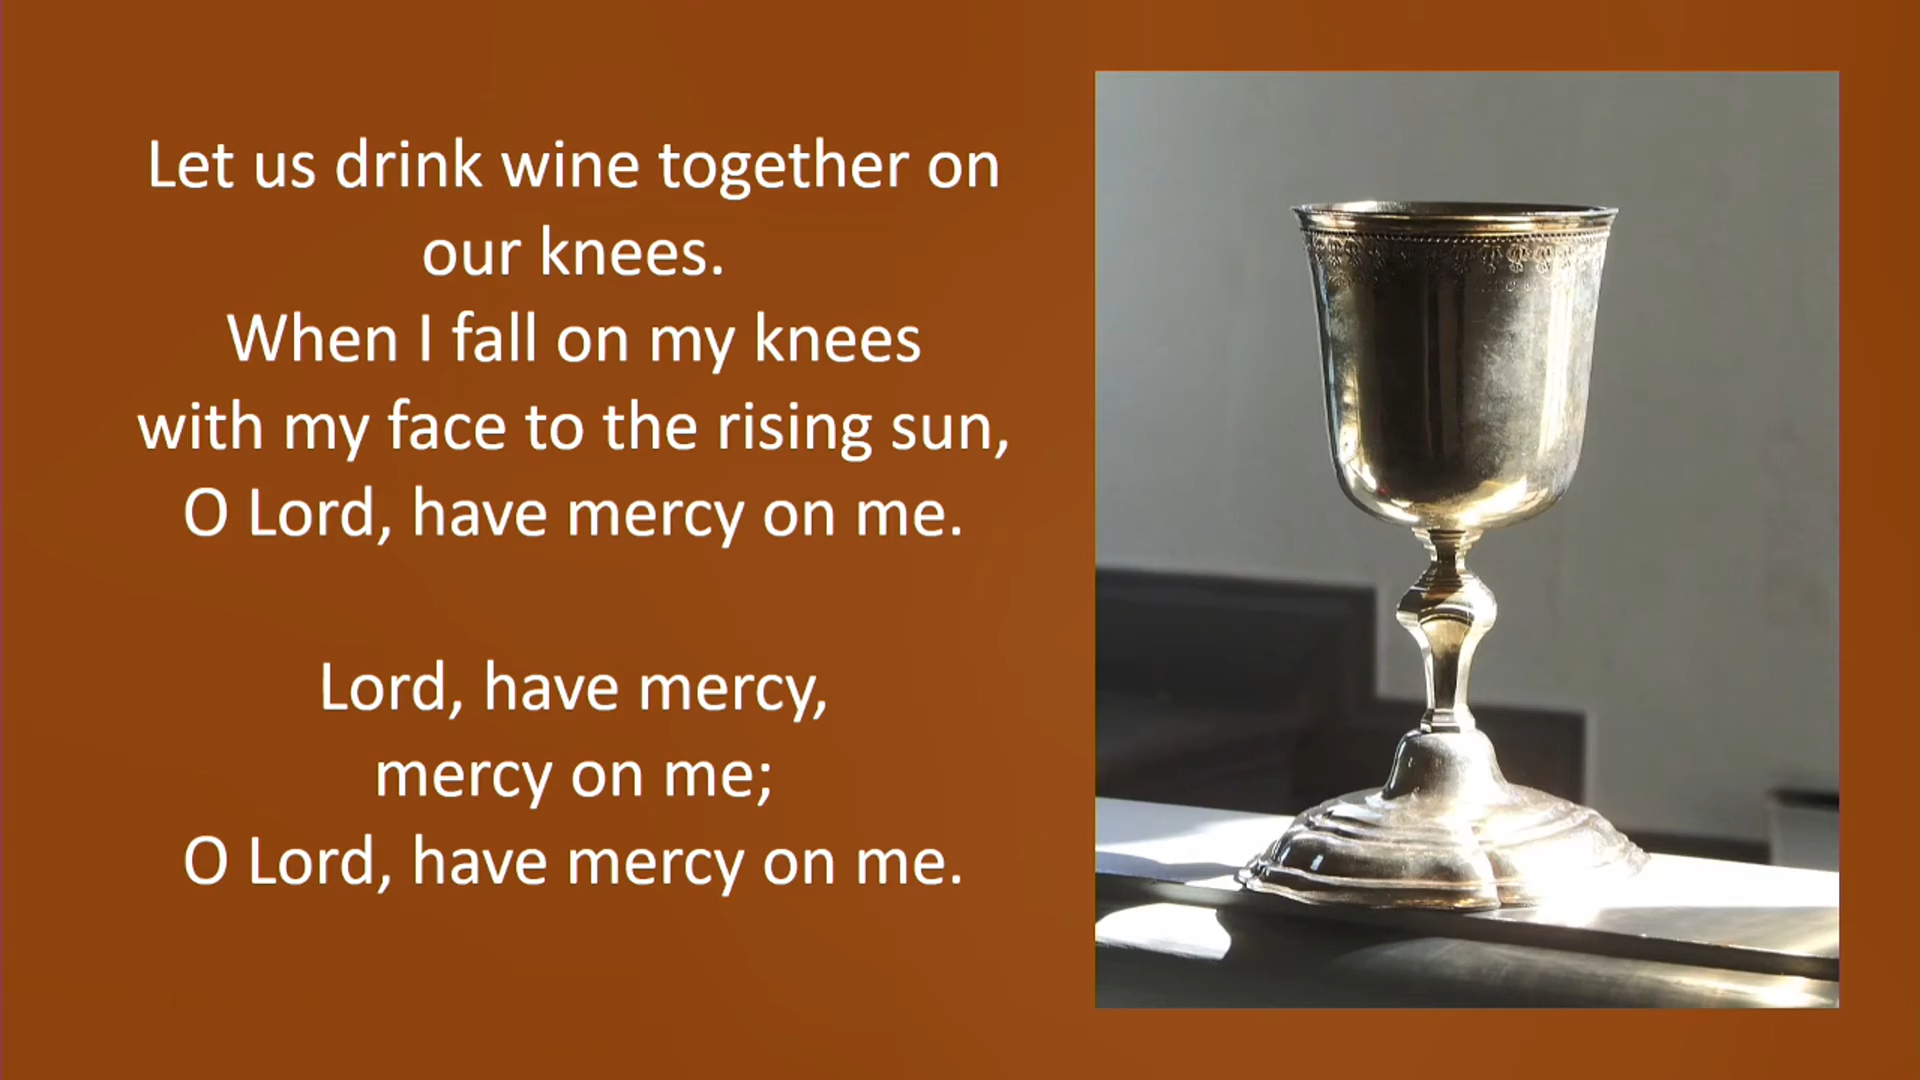 Let us drink wine together on
our knees.
When I fall on my knees
with my face to the rising sun,
O Lord, have mercy on me.
Lord, have mercy,
mercy on me;
O Lord, have mercy on me.